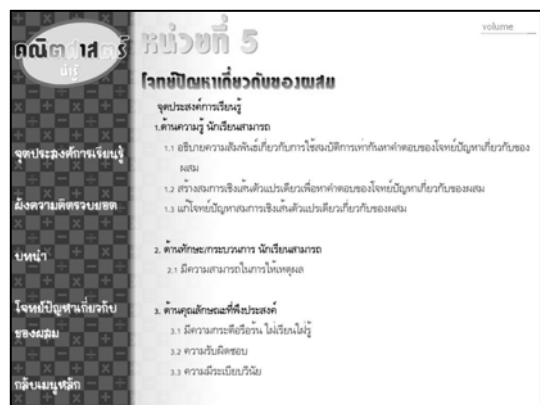 คณิตศาสตร์
น่ารู้
จุดประสงค์การเรียนรู้
ผังความคิดรวบยอด
บทนำ
โจทย์ปัญหาเกี่ยวกับ
ของผสม
กลับเมนูหลัก
volume
หน่วยที่ 5
โจทย์ปัญหาเกี่ยวกับของผสม
จุดประสงค์การเรียนรู้
1.ด้านความรู้ นักเรียนสามารถ
1.1 อธิบายความสัมพันธ์เกี่ยวกับการใช้สมบัติการเท่ากันหาคำตอบของโจทย์ปัญหาเกี่ยวกับของ
ผสม
1.2 สร้างสมการเชิงเส้นตัวแปรเดียวเพื่อหาคำตอบของโจทย์ปัญหาเกี่ยวกับของผสม
1.3 แก้โจทย์ปัญหาสมการเชิงเส้นตัวแปรเดียวเกี่ยวกับของผสม
2. ด้านทักษะ/กระบวนการ นักเรียนสามารถ
2.1 มีความสามารถในการให้เหตุผล
3. ด้านคุณลักษณะที่พึงประสงค์
3.1 มีความกระตือรือร้น ใฝ่เรียนใฝ่รู้
3.2 ความรับผิดชอบ
3.3 ความมีระเบียบวินัย